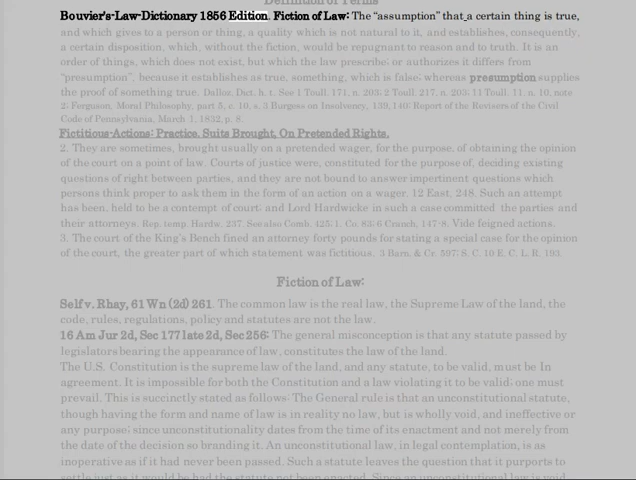 Definition of Terms
Bouvier's-Law-Dictionary 1856 Edition. Fiction of Law: The “assumption” that a certain thing is true,
and which gives to a person or thing, a quality which is not natural to it, and establishes, consequently,
a certain disposition, which, without the fiction, would be repugnant to reason and to truth. It is an
order of things, which does not exist, but which the law prescribe; or authorizes it differs from
“presumption”, because it establishes as true, something, which is false; whereas presumption supplies
the proof of something true. Dalloz, Dict. h. t. See 1 Toull. 171, n. 203; 2 Toull. 217, n. 203; 11 Toull. 11, n. 10, note
2; Ferguson, Moral Philosophy, part 5, c. 10, s. 3 Burgess on Insolvency, 139, 140; Report of the Revisers of the Civil
Code of Pennsylvania, March 1, 1832, p. 8.
Fictitious-Actions: Practice, Suits Brought, On Pretended Rights.
2. They are sometimes, brought usually on a pretended wager, for the purpose, of obtaining the opinion
of the court on a point of law. Courts of justice were, constituted for the purpose of, deciding existing
questions of right between parties, and they are not bound to answer impertinent questions which
persons think proper to ask them in the form of an action on a wager. 12 East, 248. Such an attempt
has been, held to be a contempt of court; and Lord Hardwicke in such a case committed the parties and
their attorneys. Rep. temp. Hardw. 237. See also Comb. 425; 1. Co. 83; 6 Cranch, 147-8. Vide feigned actions.
3. The court of the King's Bench fined an attorney forty pounds for stating a special case for the opinion
of the court, the greater part of which statement was fictitious. 3 Barn. & Cr. 597; S. C. 10 E. C. L. R. 193.
Fiction of Law:
Self v. Rhay, 61 Wn (2d) 261. The common law is the real law, the Supreme Law of the land, the
code, rules, regulations, policy and statutes are not the law.
16 Am Jur 2d, Sec 177 late 2d, Sec 256: The general misconception is that any statute passed by
legislators bearing the appearance of law, constitutes the law of the land.
The U.S. Constitution is the supreme law of the land, and any statute, to be valid, must be In
agreement. It is impossible for both the Constitution and a law violating it to be valid; one must
prevail. This is succinctly stated as follows: The General rule is that an unconstitutional statute,
though having the form and name of law is in reality no law, but is wholly void, and ineffective or
any purpose; since unconstitutionality dates from the time of its enactment and not merely from
the date of the decision so branding it. An unconstitutional law, in legal contemplation, is as
inoperative as if it had never been passed. Such a statute leaves the question that it purports to
settle just as it would be had the statute not been enacted. Since an unconstitutional law is void